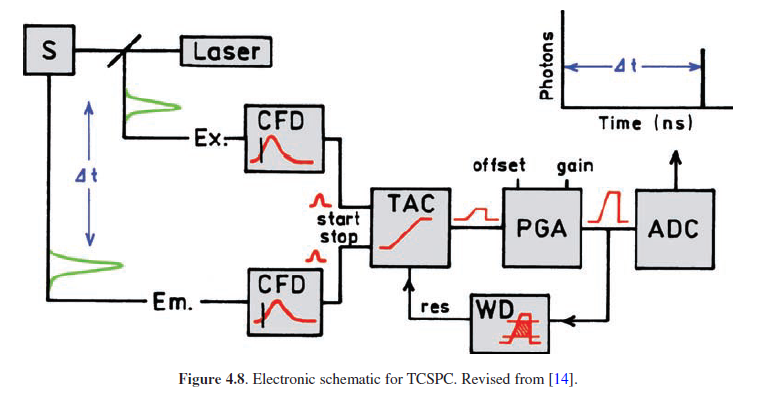 S
Laser
Δt
Ex.
CFD
Em.
CFD
start
stop
TAC
offset
gain
PGA
ADC
res
WD
Photons
Δt
Time (ns)
Figure 4.8. Electronic schematic for TCSPC. Revised from [14].